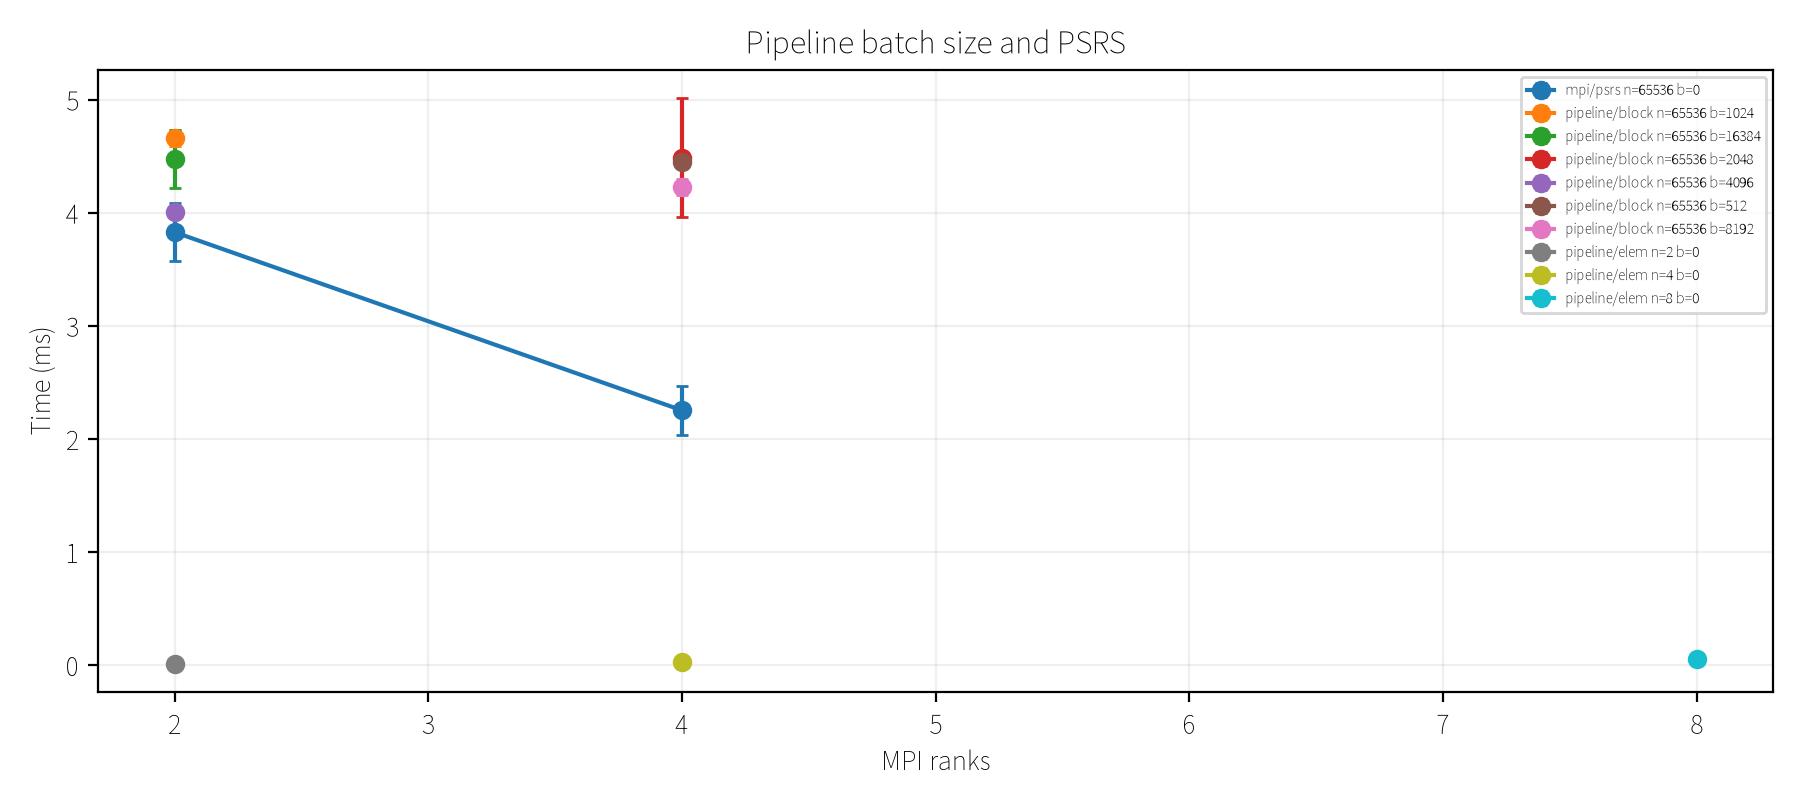 Pipeline batch size and PSRS
5
4
3
2
1
0
Time (ms)
mpi/psrs n=65536 b=0
pipeline/block n=65536 b=1024
pipeline/block n=65536 b=16384
pipeline/block n=65536 b=2048
pipeline/block n=65536 b=4096
pipeline/block n=65536 b=512
pipeline/block n=65536 b=8192
pipeline/elem n=2 b=0
pipeline/elem n=4 b=0
pipeline/elem n=8 b=0
2 3 4 5 6 7 8
MPI ranks